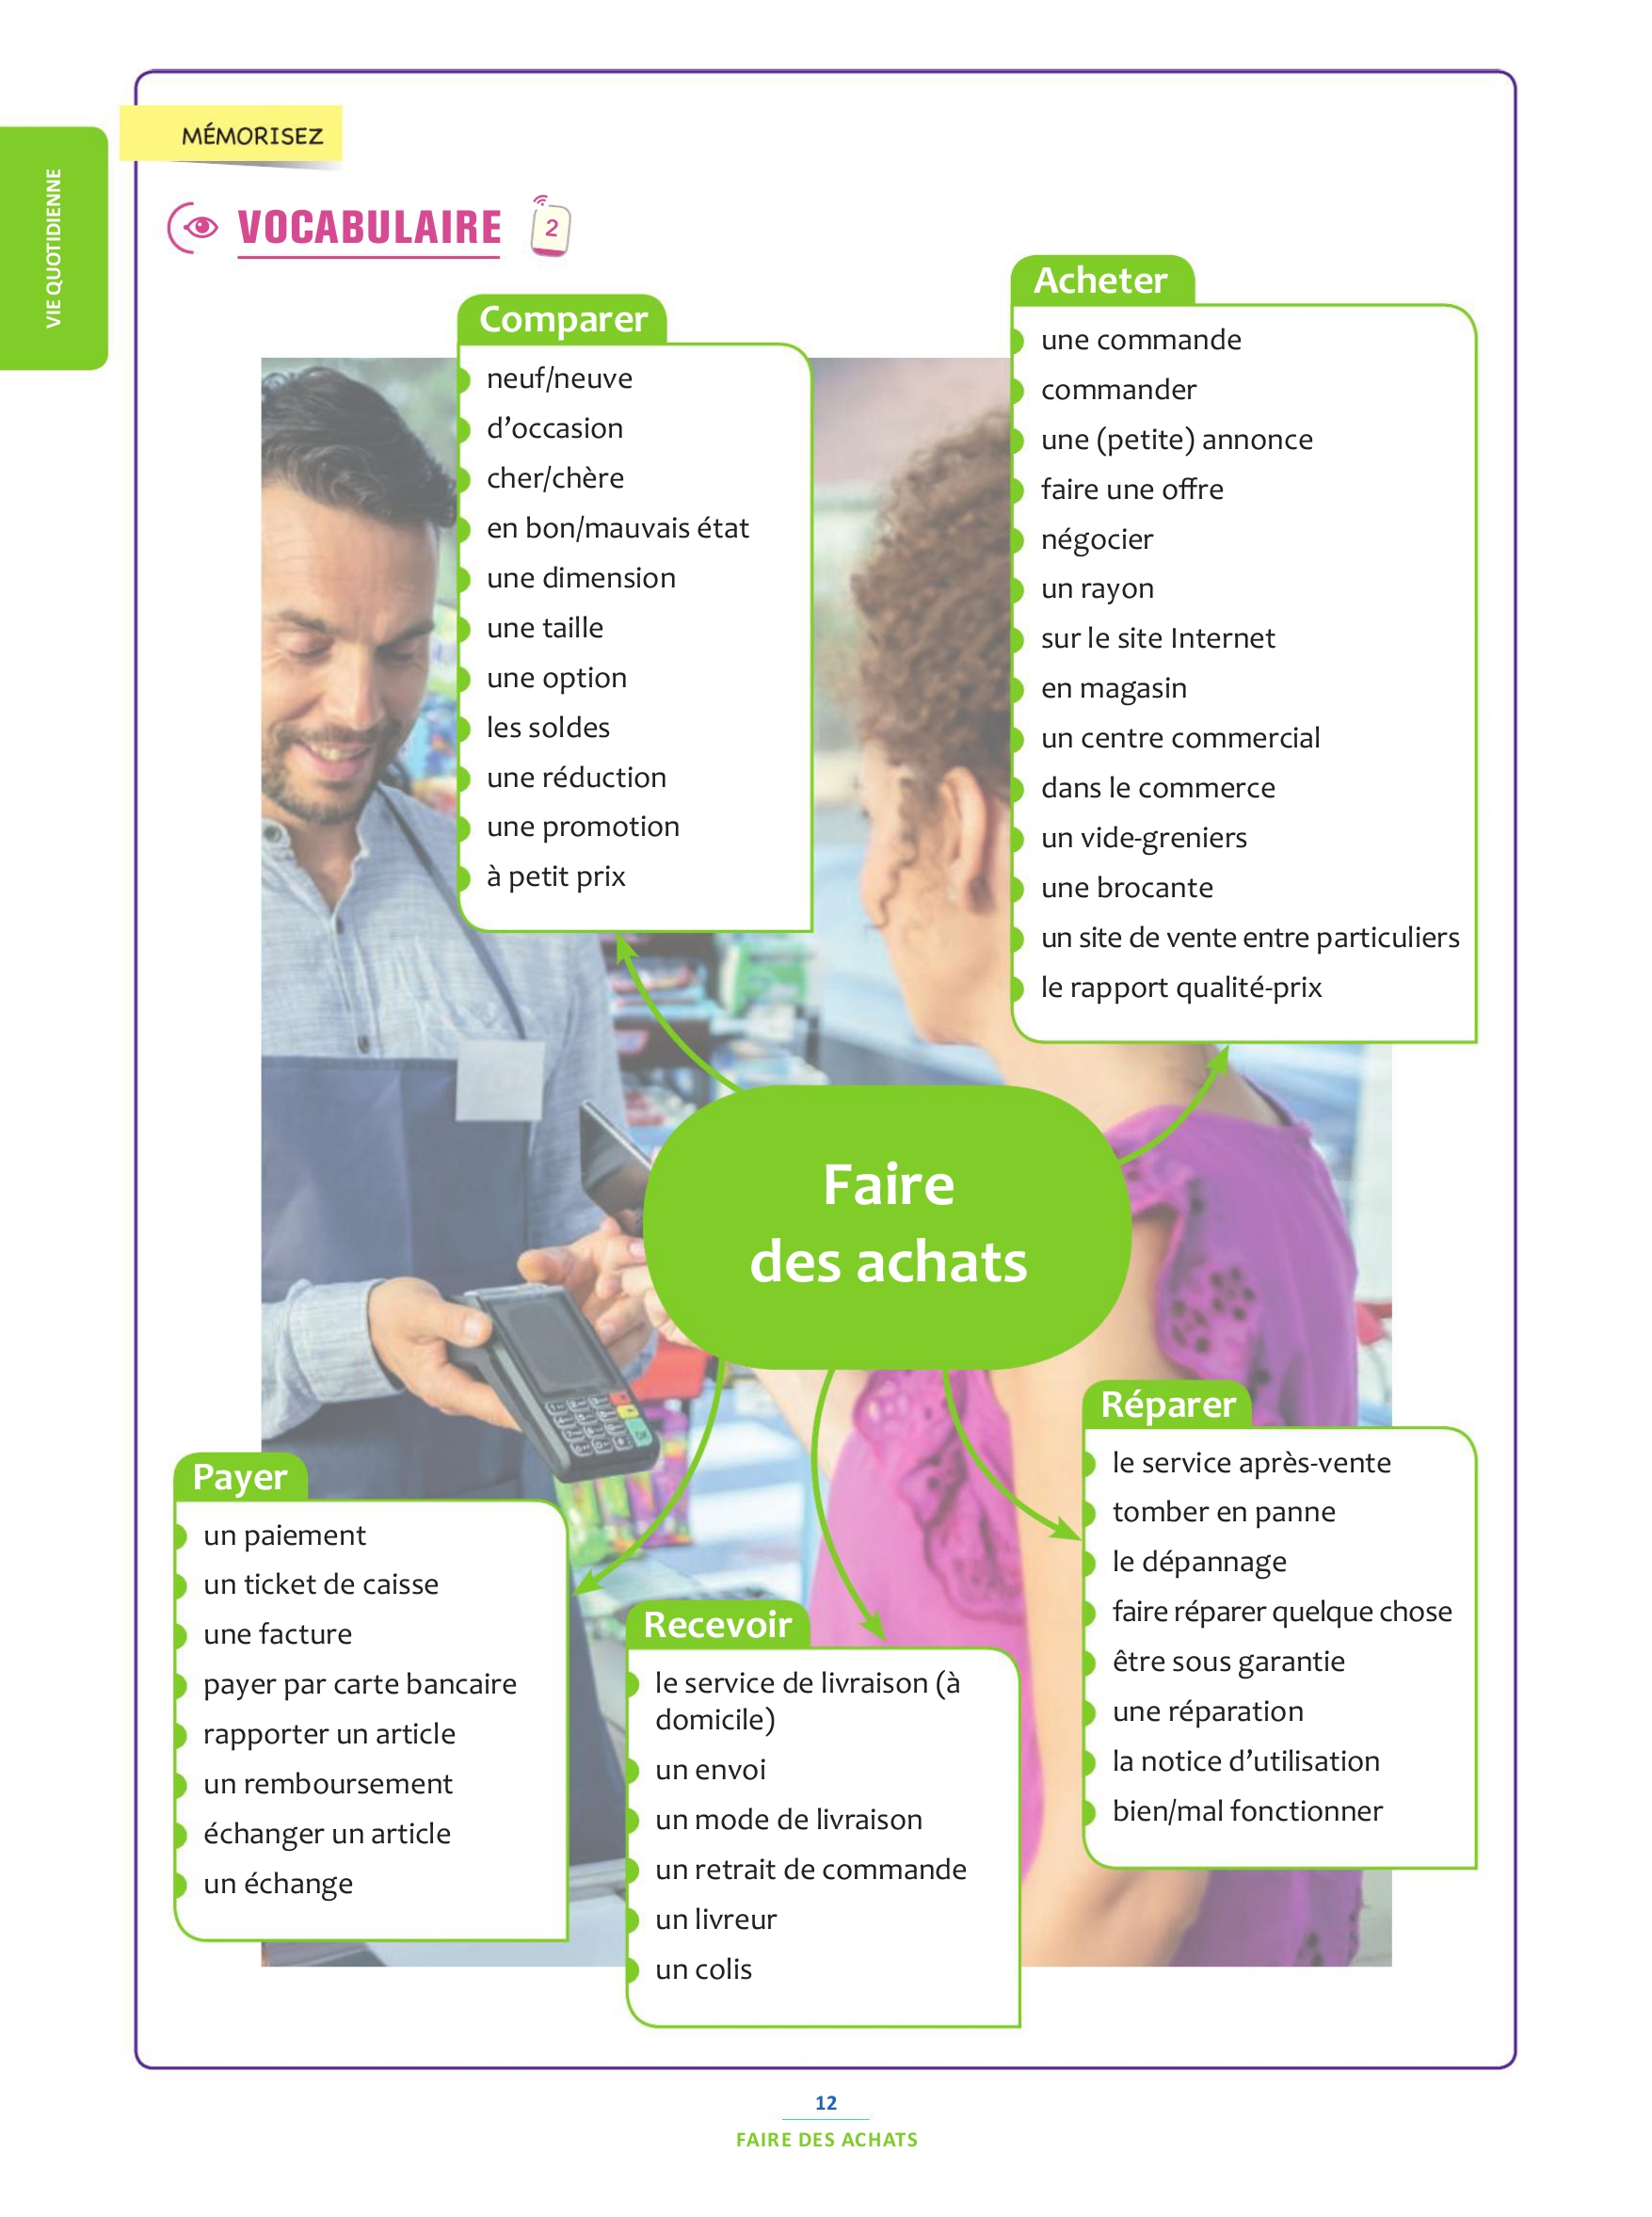 VIE QUOTIDIENNE
MÉMORISEZ
VOCABULAIRE
2
Comparer
neuf/neuve
d’occasion
cher/chère
en bon/mauvais état
une dimension
une taille
une option
les soldes
une réduction
une promotion
à petit prix
Acheter
une commande
commander
une (petite) annonce
faire une offre
négocier
un rayon
sur le site Internet
en magasin
un centre commercial
dans le commerce
un vide-greniers
une brocante
un site de vente entre particuliers
le rapport qualité-prix
Faire
des achats
Payer
un paiement
un ticket de caisse
une facture
payer par carte bancaire
rapporter un article
un remboursement
échanger un article
un échange
Recevoir
le service de livraison (à
domicile)
un envoi
un mode de livraison
un retrait de commande
un livreur
un colis
Réparer
le service après-vente
tomber en panne
le dépannage
faire réparer quelque chose
être sous garantie
une réparation
la notice d’utilisation
bien/mal fonctionner
12
FAIRE DES ACHATS